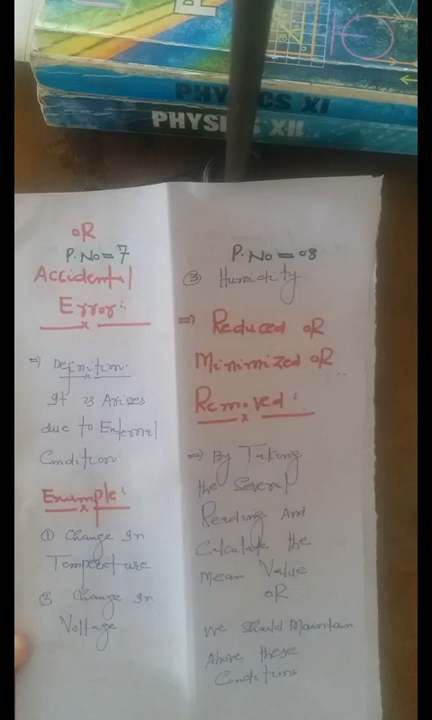 PHYSICS XI
PHYSICS XII
OR
P.No=7
Accidental
Error:
⇒ Definition:
It is Arises
due to External
Condition
Example:
① Change In
Temperature
② Change In
Voltage
P.No=08
③ Humdity
⇒ Reduced OR
Minimized OR
Removed:
⇒ By Taking
the Several
Reading And
Calculate the
Mean Value
OR
We Should Maintain
Above these
Conditions